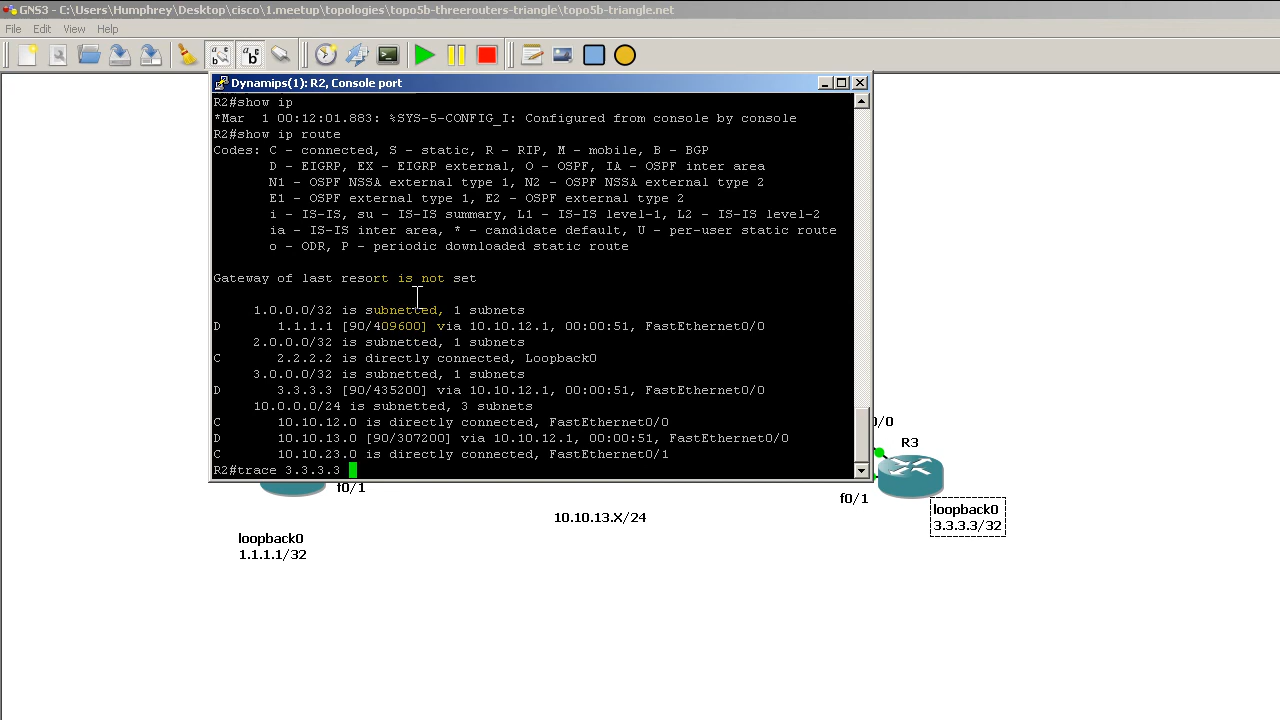 GNS3 - C:\Users\Humphrey\Desktop\cisco\1.meetup\topologies\topo5b-threerouters-triangle\topo5b-triangle.net
File Edit View Help
Dynamips(1): R2, Console port
R2#show ip
*Mar  1 00:12:01.883: %SYS-5-CONFIG_I: Configured from console by console
R2#show ip route
Codes: C - connected, S - static, R - RIP, M - mobile, B - BGP
       D - EIGRP, EX - EIGRP external, O - OSPF, IA - OSPF inter area
       N1 - OSPF NSSA external type 1, N2 - OSPF NSSA external type 2
       E1 - OSPF external type 1, E2 - OSPF external type 2
       i - IS-IS, su - IS-IS summary, L1 - IS-IS level-1, L2 - IS-IS level-2
       ia - IS-IS inter area, * - candidate default, U - per-user static route
       o - ODR, P - periodic downloaded static route
Gateway of last resort is not set
     1.0.0.0/32 is subnetted, 1 subnets
D       1.1.1.1 [90/409600] via 10.10.12.1, 00:00:51, FastEthernet0/0
     2.0.0.0/32 is subnetted, 1 subnets
C       2.2.2.2 is directly connected, Loopback0
     3.0.0.0/32 is subnetted, 1 subnets
D       3.3.3.3 [90/435200] via 10.10.12.1, 00:00:51, FastEthernet0/0
     10.0.0.0/24 is subnetted, 3 subnets
C       10.10.12.0 is directly connected, FastEthernet0/0
D       10.10.13.0 [90/307200] via 10.10.12.1, 00:00:51, FastEthernet0/0
C       10.10.23.0 is directly connected, FastEthernet0/1
R2#trace 3.3.3.3
0/0
R3
f0/1
f0/1
loopback0
3.3.3.3/32
10.10.13.X/24
loopback0
1.1.1.1/32